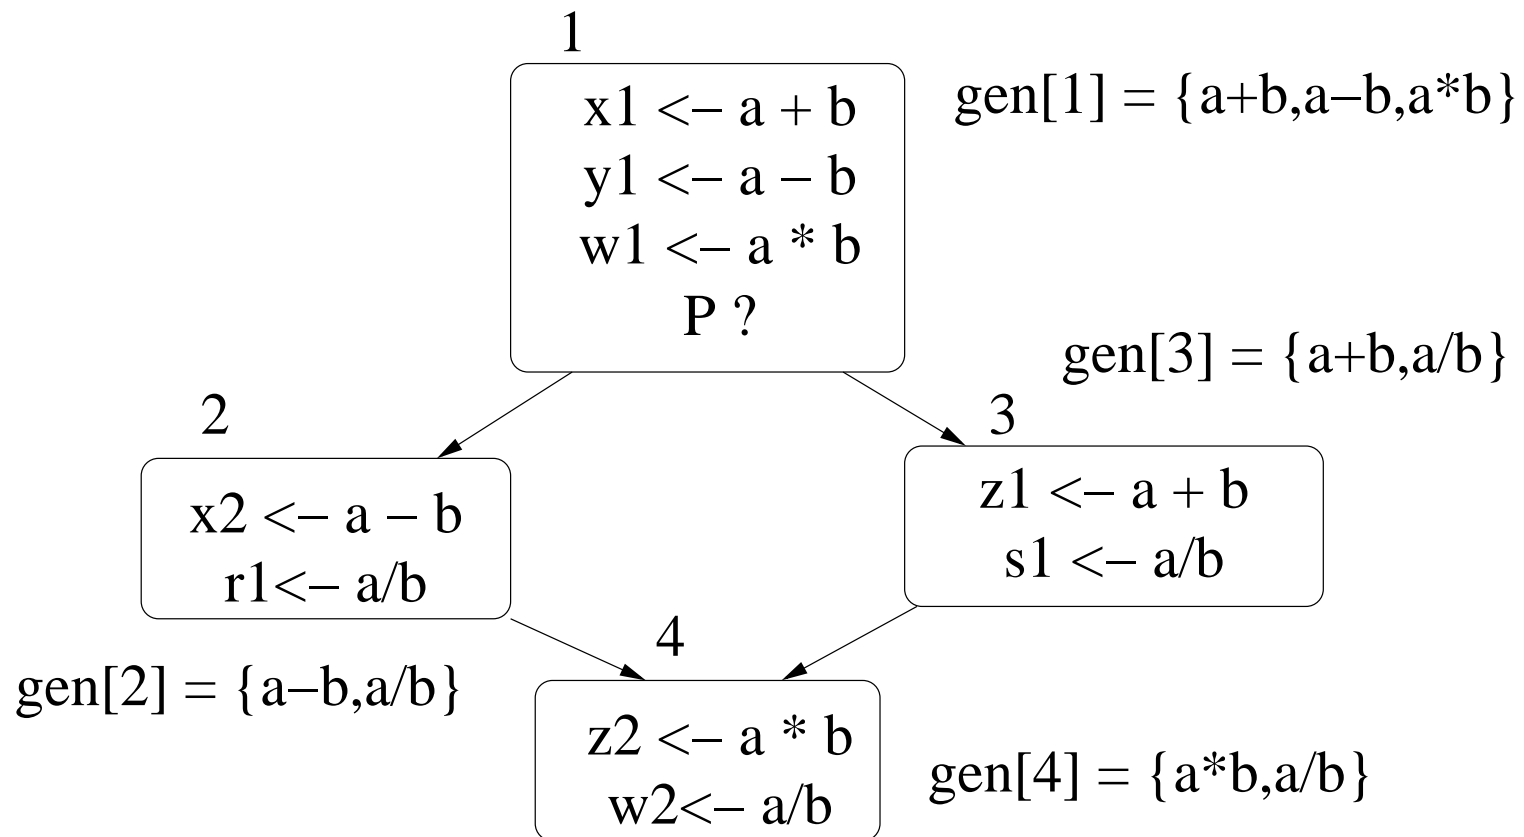 1
x1 <– a + b
y1 <– a – b
w1 <– a * b
P ?
gen[1] = {a+b,a–b,a*b}
gen[3] = {a+b,a/b}
2
x2 <– a – b
r1<– a/b
gen[2] = {a–b,a/b}
3
z1 <– a + b
s1 <– a/b
4
z2 <– a * b
w2<– a/b
gen[4] = {a*b,a/b}